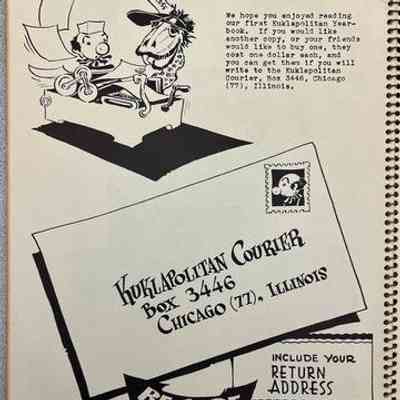 We hope you enjoyed reading
our first Kuklapolitan Year-
book. If you would like
another copy, or your friends
would like to buy one, they
cost one dollar each, and
you can get them if you will
write to the Kuklapolitan
Courier, Box 3446, Chicago
(77), Illinois.
KUKLAPOLITAN COURIER
BOX 3446
CHICAGO (77), ILLINOIS
INCLUDE YOUR
RETURN
ADDRESS